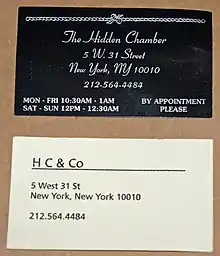 The Hidden Chamber
5 W. 31 Street
New York, NY 10010
212-564-4484
MON - FRI 10:30AM - 1AM
SAT - SUN 12PM - 12:30AM
BY APPOINTMENT
PLEASE
H C & Co
5 West 31 St
New York, New York 10010
212.564.4484